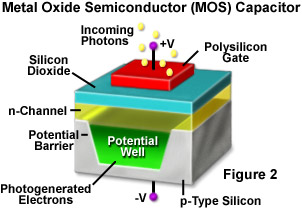 Metal Oxide Semiconductor (MOS) Capacitor
Incoming
Photons
+V
Polysilicon
Gate
Silicon
Dioxide
n-Channel
Potential
Barrier
Potential
Well
Figure 2
Photogenerated
Electrons
-V
p-Type Silicon